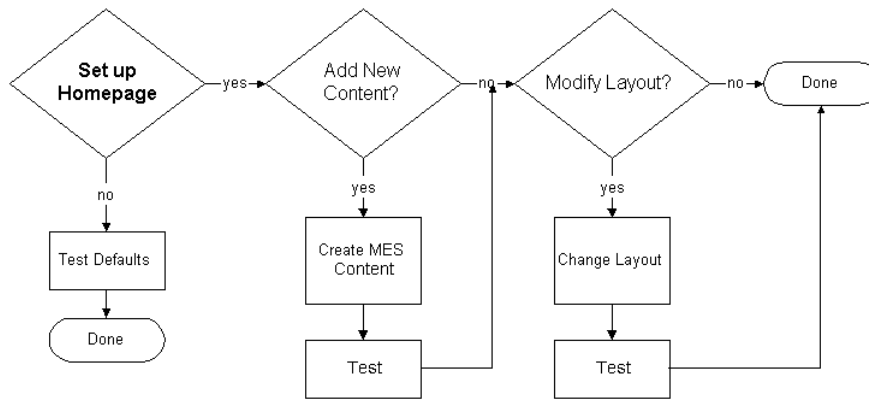 Set up
Homepage
yes
Add New
Content?
no
Modify Layout?
no
Done
no
yes
yes
Test Defaults
Create MES
Content
Change Layout
Done
Test
Test